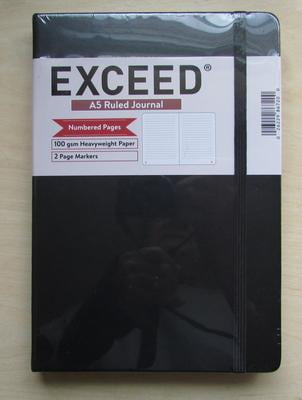 EXCEED®
A5 Ruled Journal
Numbered Pages
100 gsm Heavyweight Paper
2 Page Markers